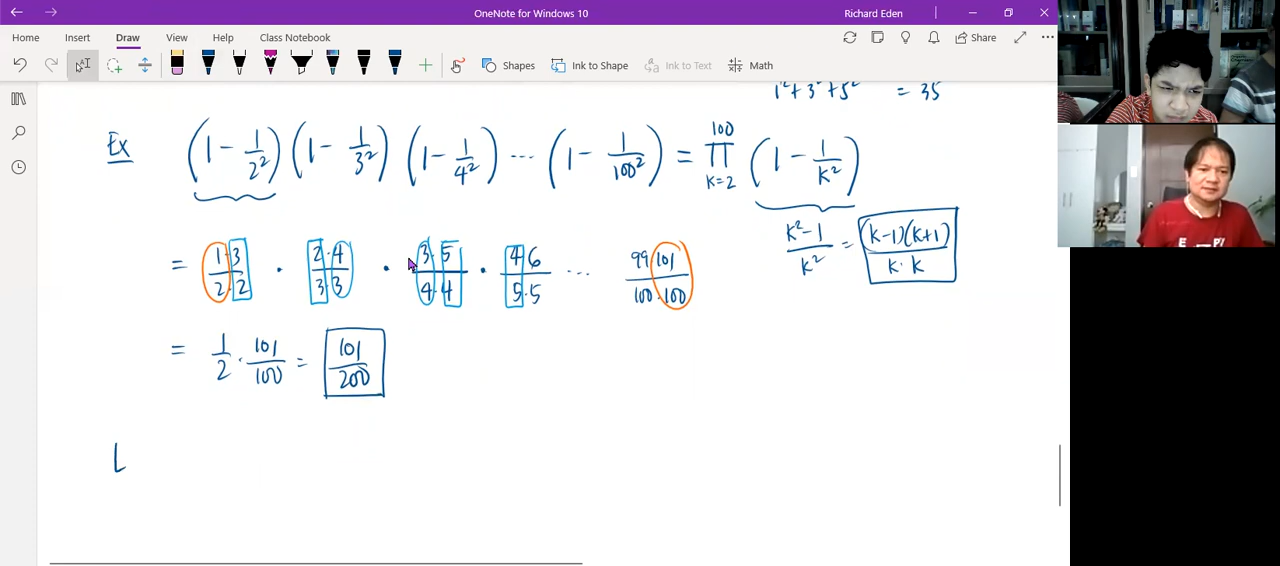 OneNote for Windows 10
Richard Eden
Home Insert Draw View Help Class Notebook
Share
Shapes Ink to Shape Ink to Text Math
1² + 3² + 5² = 35
Ex (1 - 1/2²) (1 - 1/3²) (1 - 1/4²) ... (1 - 1/100²) = ∏_{k=2}^{100} (1 - 1/k²)
(k² - 1)/k² = (k-1)(k+1)/(k·k)
= (1·3)/(2·2) · (2·4)/(3·3) · (3·5)/(4·4) · (4·6)/(5·5) ... (99·101)/(100·100)
= 1/2 · 101/100 = 101/200